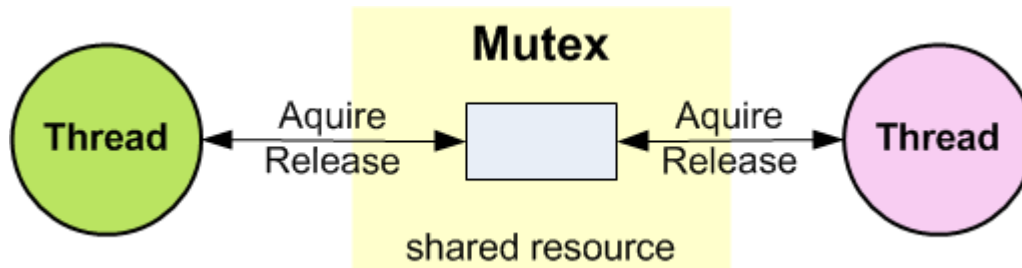 Mutex
Thread
Aquire
Release
Aquire
Release
Thread
shared resource